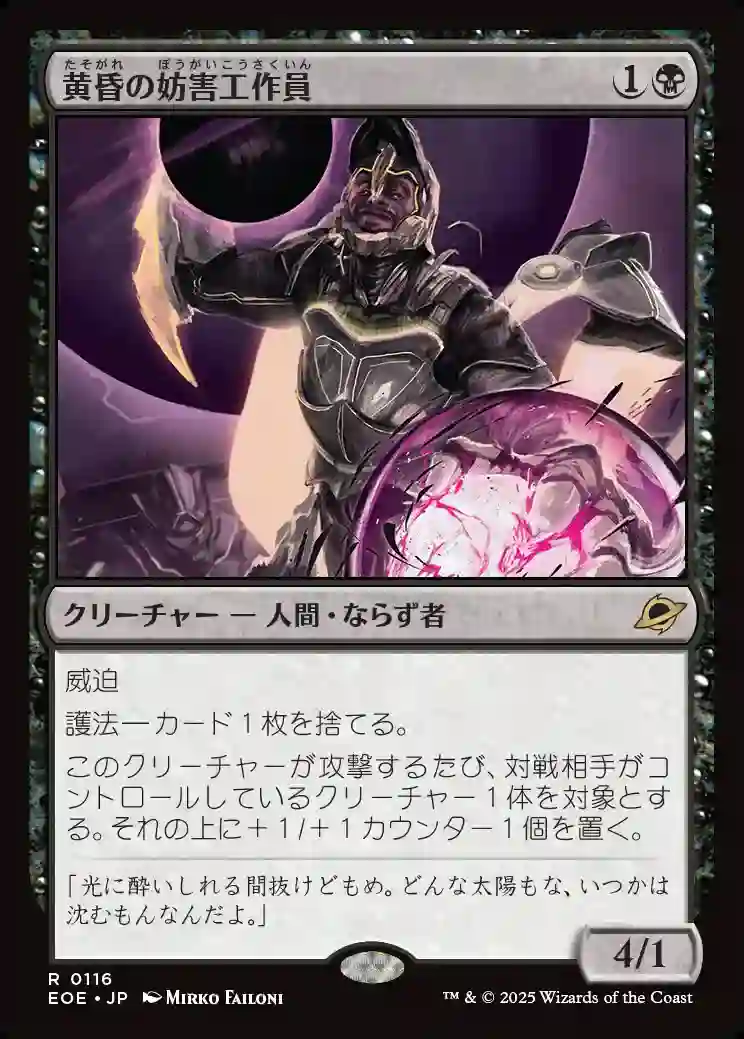 たそがれ ぼうがいこうさくいん
黄昏の妨害工作員 1
クリーチャー — 人間・ならず者
威迫
護法―カード１枚を捨てる。
このクリーチャーが攻撃するたび、対戦相手がコ
ントロールしているクリーチャー１体を対象とす
る。それの上に＋１/＋１カウンター１個を置く。
「光に酔いしれる間抜けどもめ。どんな太陽もな、いつかは
沈むもんなんだよ。」
4/1
R 0116
EOE • JP Mirko Failoni
™ & © 2025 Wizards of the Coast